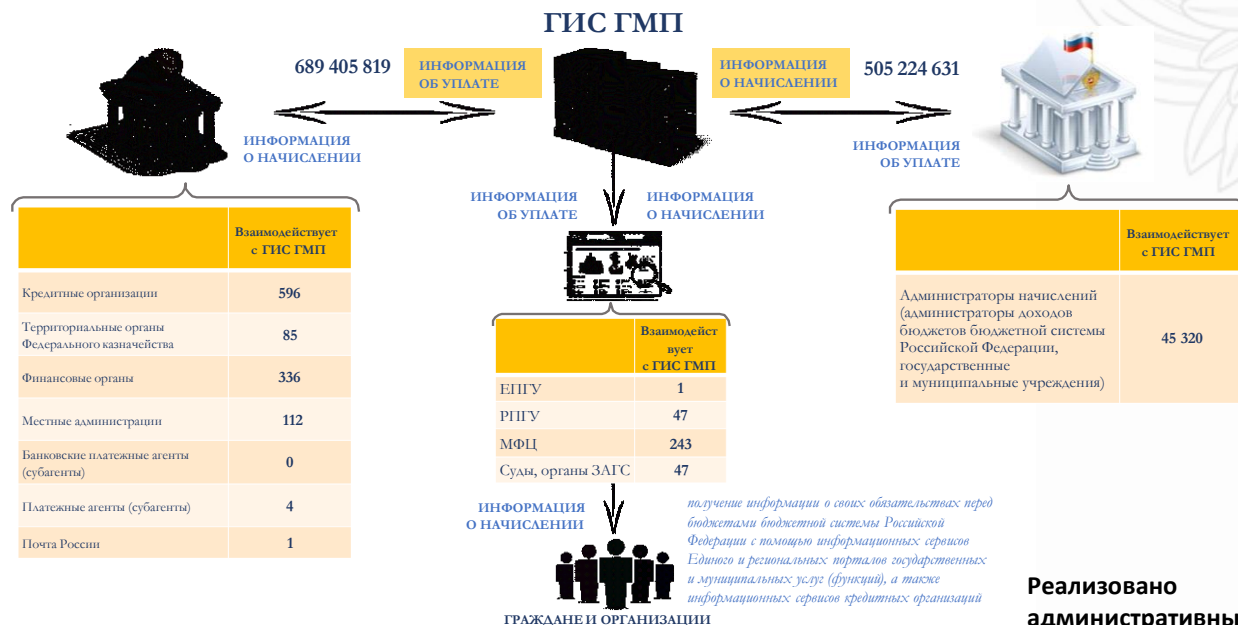 ГИС ГМП
689 405 819
ИНФОРМАЦИЯ
ОБ УПЛАТЕ
ИНФОРМАЦИЯ
О НАЧИСЛЕНИИ
505 224 631
ИНФОРМАЦИЯ
О НАЧИСЛЕНИИ
ИНФОРМАЦИЯ
ОБ УПЛАТЕ
ИНФОРМАЦИЯ
ОБ УПЛАТЕ
ИНФОРМАЦИЯ
О НАЧИСЛЕНИИ
Взаимодействует
с ГИС ГМП
Кредитные организации 596
Территориальные органы
Федерального казначейства 85
Финансовые органы 336
Местные администрации 112
Банковские платежные агенты
(субагенты) 0
Платежные агенты (субагенты) 4
Почта России 1
Взаимодейст
вует
с ГИС ГМП
ЕПГУ 1
РПГУ 47
МФЦ 243
Суды, органы ЗАГС 47
Взаимодействует
с ГИС ГМП
Администраторы начислений
(администраторы доходов
бюджетов бюджетной системы
Российской Федерации,
государственные
и муниципальные учреждения)
45 320
ИНФОРМАЦИЯ
О НАЧИСЛЕНИИ
получение информации о своих обязательствах перед
бюджетами бюджетной системы Российской
Федерации с помощью информационных сервисов
Единого и региональных порталов государственных
и муниципальных услуг (функций), а также
информационных сервисов кредитных организаций
ГРАЖДАНЕ И ОРГАНИЗАЦИИ
Реализовано
административны